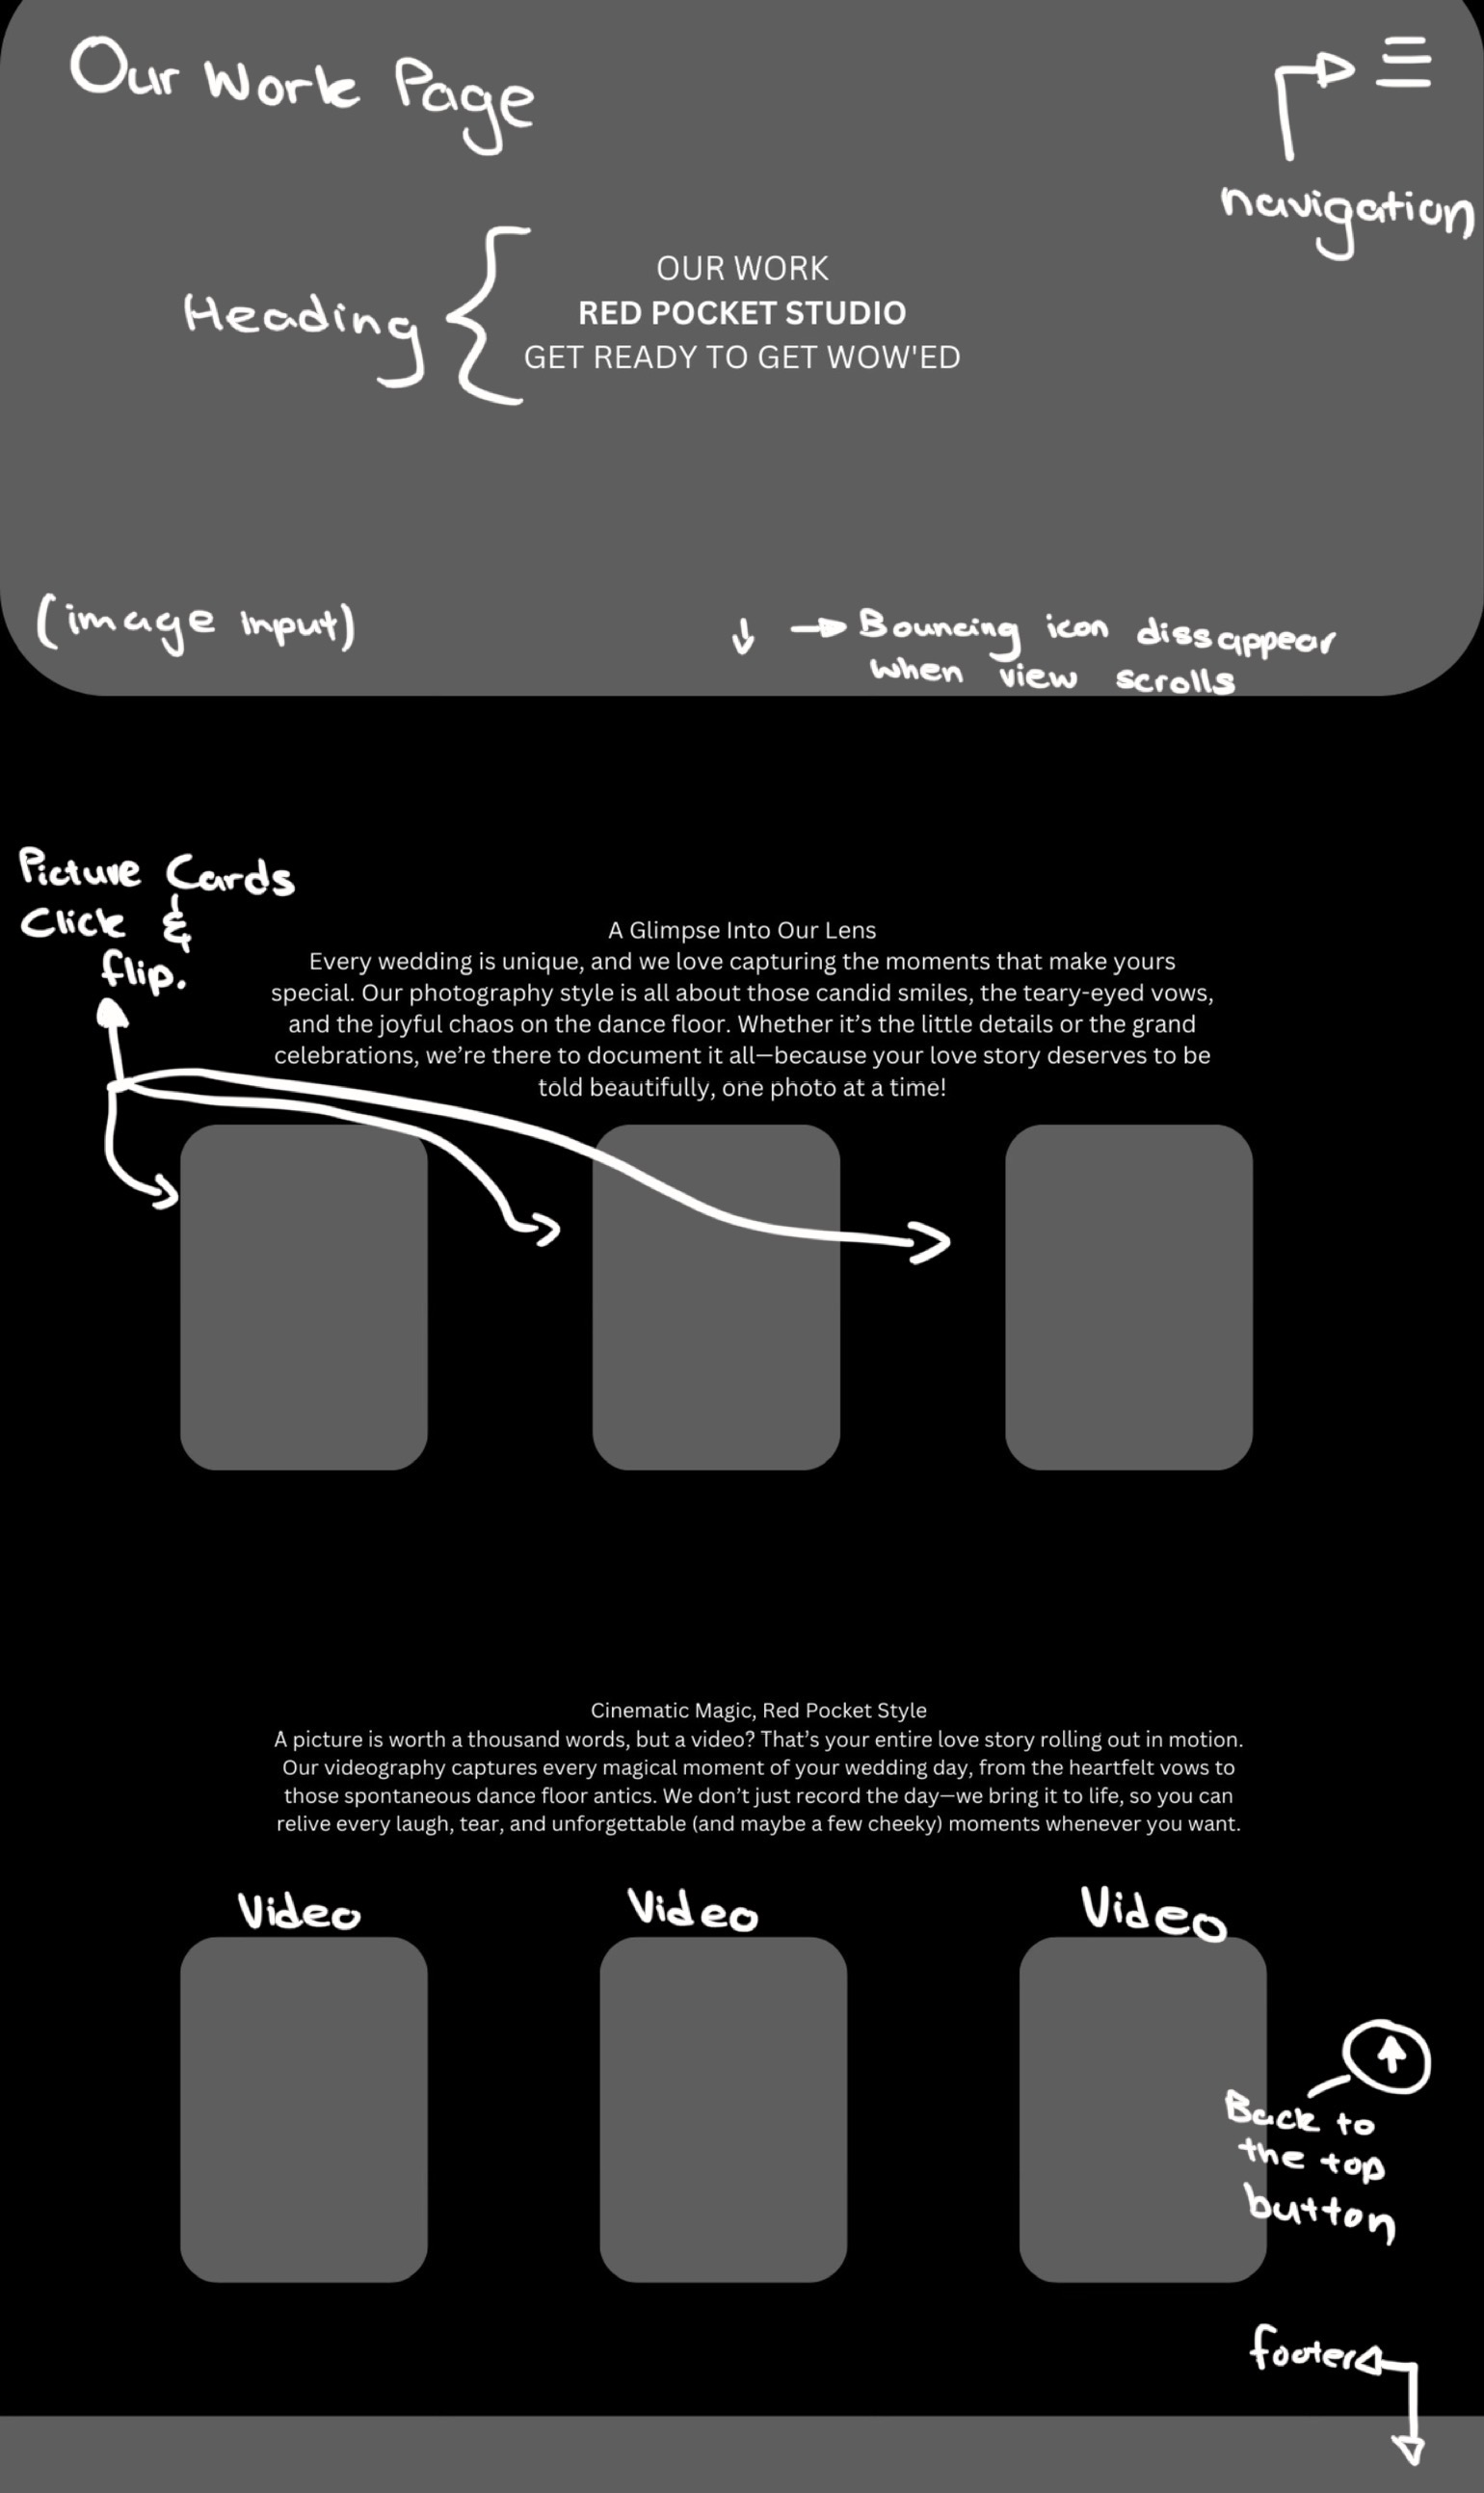 Our Work Page
navigation
Heading
OUR WORK
RED POCKET STUDIO
GET READY TO GET WOW'ED
(image input)
Bouncing icon dissappear
when view scrolls
Picture Cards
Click &
flip.
A Glimpse Into Our Lens
Every wedding is unique, and we love capturing the moments that make yours
special. Our photography style is all about those candid smiles, the teary-eyed vows,
and the joyful chaos on the dance floor. Whether it’s the little details or the grand
celebrations, we’re there to document it all—because your love story deserves to be
told beautifully, one photo at a time!
Cinematic Magic, Red Pocket Style
A picture is worth a thousand words, but a video? That’s your entire love story rolling out in motion.
Our videography captures every magical moment of your wedding day, from the heartfelt vows to
those spontaneous dance floor antics. We don’t just record the day—we bring it to life, so you can
relive every laugh, tear, and unforgettable (and maybe a few cheeky) moments whenever you want.
Video
Video
Video
Back to
the top
button
footer